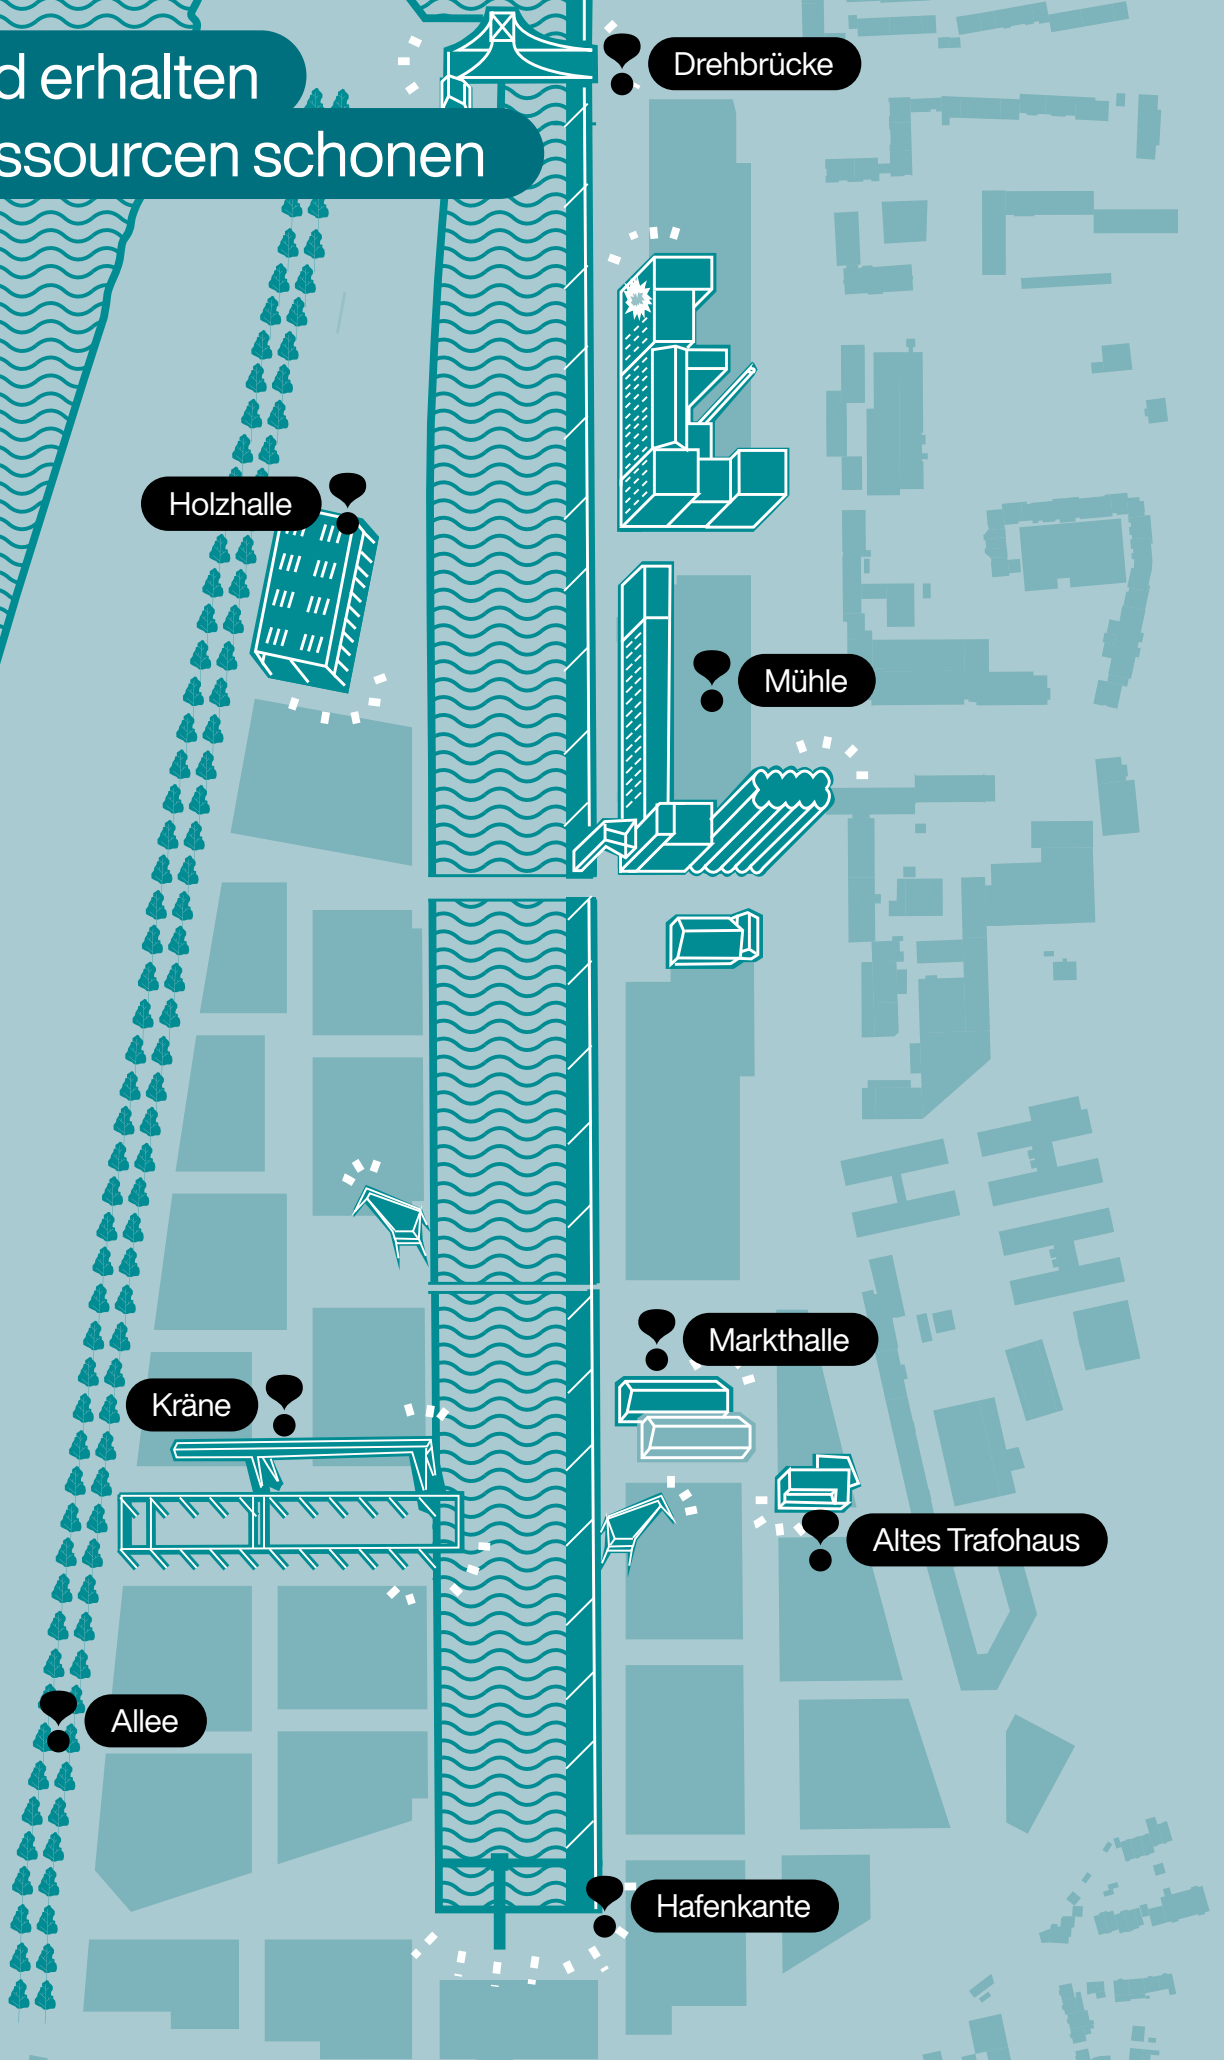 Drehbrücke
d erhalten
ssourcen schonen
Holzhalle
Mühle
Markthalle
Kräne
Altes Trafohaus
Allee
Hafenkante